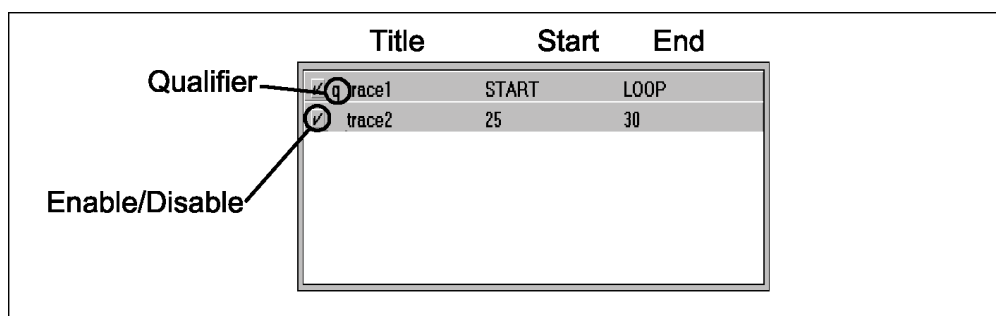 Title Start End
Qualifier
✓ q trace1 START LOOP
✓ trace2 25 30
Enable/Disable